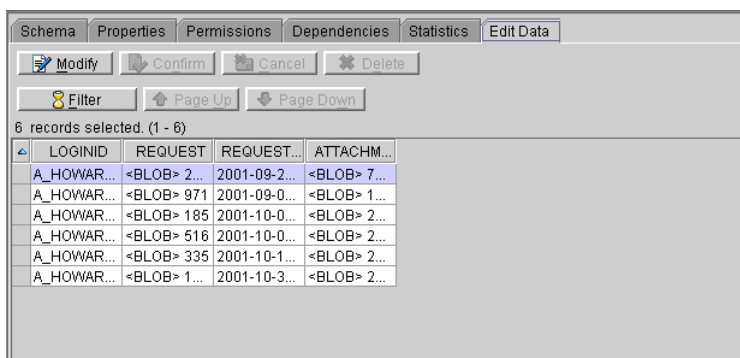 Schema Properties Permissions Dependencies Statistics Edit Data
Modify Confirm Cancel Delete
Filter Page Up Page Down
6 records selected. (1 - 6)
LOGINID REQUEST REQUEST... ATTACHM...
A_HOWAR... <BLOB> 2... 2001-09-2... <BLOB> 7...
A_HOWAR... <BLOB> 971 2001-09-0... <BLOB> 1...
A_HOWAR... <BLOB> 185 2001-10-0... <BLOB> 2...
A_HOWAR... <BLOB> 516 2001-10-0... <BLOB> 2...
A_HOWAR... <BLOB> 335 2001-10-1... <BLOB> 2...
A_HOWAR... <BLOB> 1... 2001-10-3... <BLOB> 2...